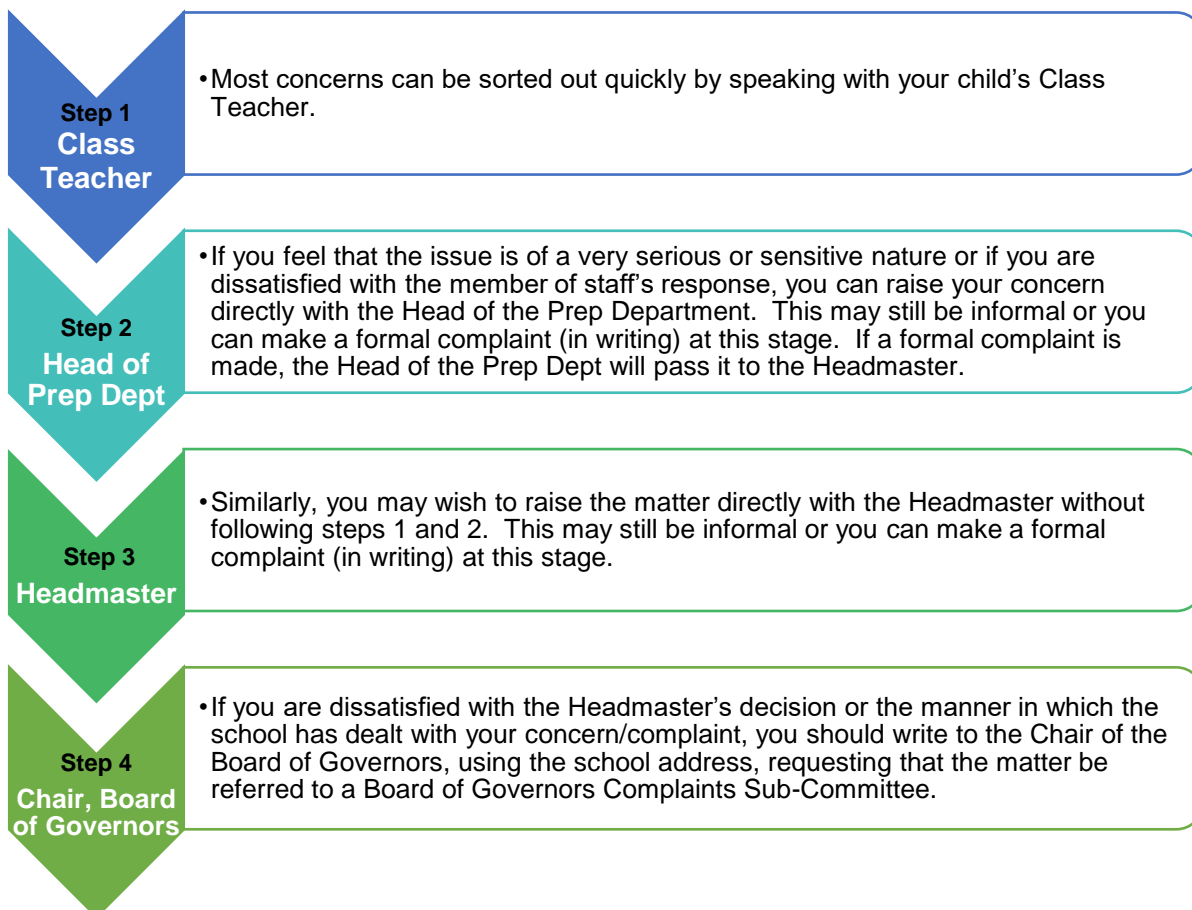 Step 1
Class
Teacher
•Most concerns can be sorted out quickly by speaking with your child’s Class
Teacher.
Step 2
Head of
Prep Dept
•If you feel that the issue is of a very serious or sensitive nature or if you are
dissatisfied with the member of staff’s response, you can raise your concern
directly with the Head of the Prep Department.  This may still be informal or you
can make a formal complaint (in writing) at this stage.  If a formal complaint is
made, the Head of the Prep Dept will pass it to the Headmaster.
Step 3
Headmaster
•Similarly, you may wish to raise the matter directly with the Headmaster without
following steps 1 and 2.  This may still be informal or you can make a formal
complaint (in writing) at this stage.
Step 4
Chair, Board
of Governors
•If you are dissatisfied with the Headmaster’s decision or the manner in which the
school has dealt with your concern/complaint, you should write to the Chair of the
Board of Governors, using the school address, requesting that the matter be
referred to a Board of Governors Complaints Sub-Committee.